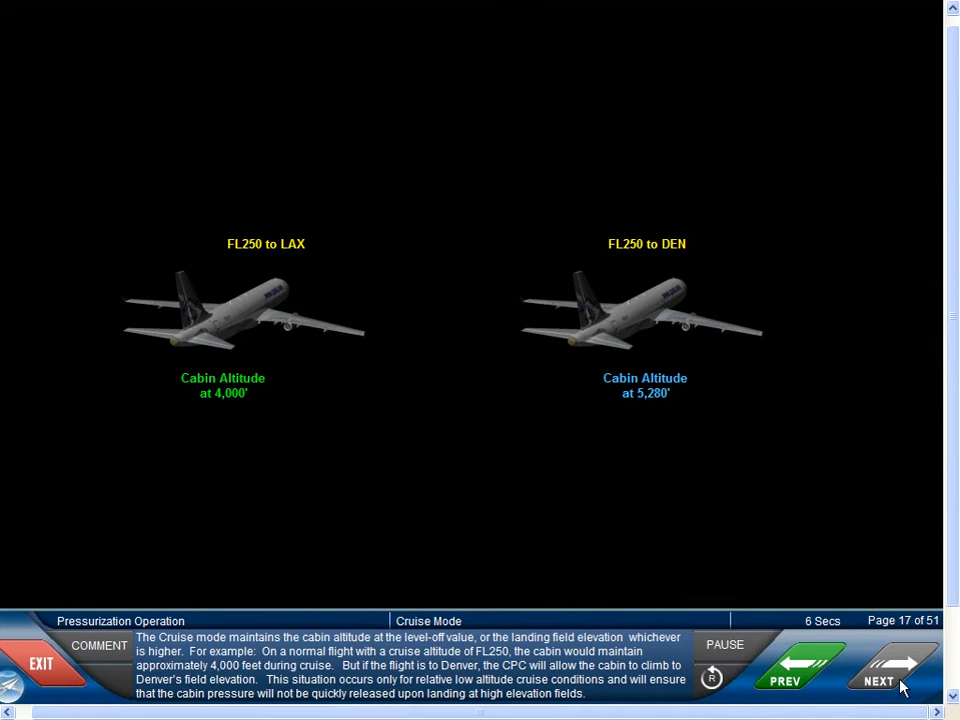 FL250 to LAX
FL250 to DEN
Cabin Altitude
at 4,000'
Cabin Altitude
at 5,280'
Pressurization Operation
Cruise Mode
6 Secs
Page 17 of 51
EXIT
COMMENT
The Cruise mode maintains the cabin altitude at the level-off value, or the landing field elevation whichever
is higher. For example: On a normal flight with a cruise altitude of FL250, the cabin would maintain
approximately 4,000 feet during cruise. But if the flight is to Denver, the CPC will allow the cabin to climb to
Denver's field elevation. This situation occurs only for relative low altitude cruise conditions and will ensure
that the cabin pressure will not be quickly released upon landing at high elevation fields.
PAUSE
R
PREV
NEXT